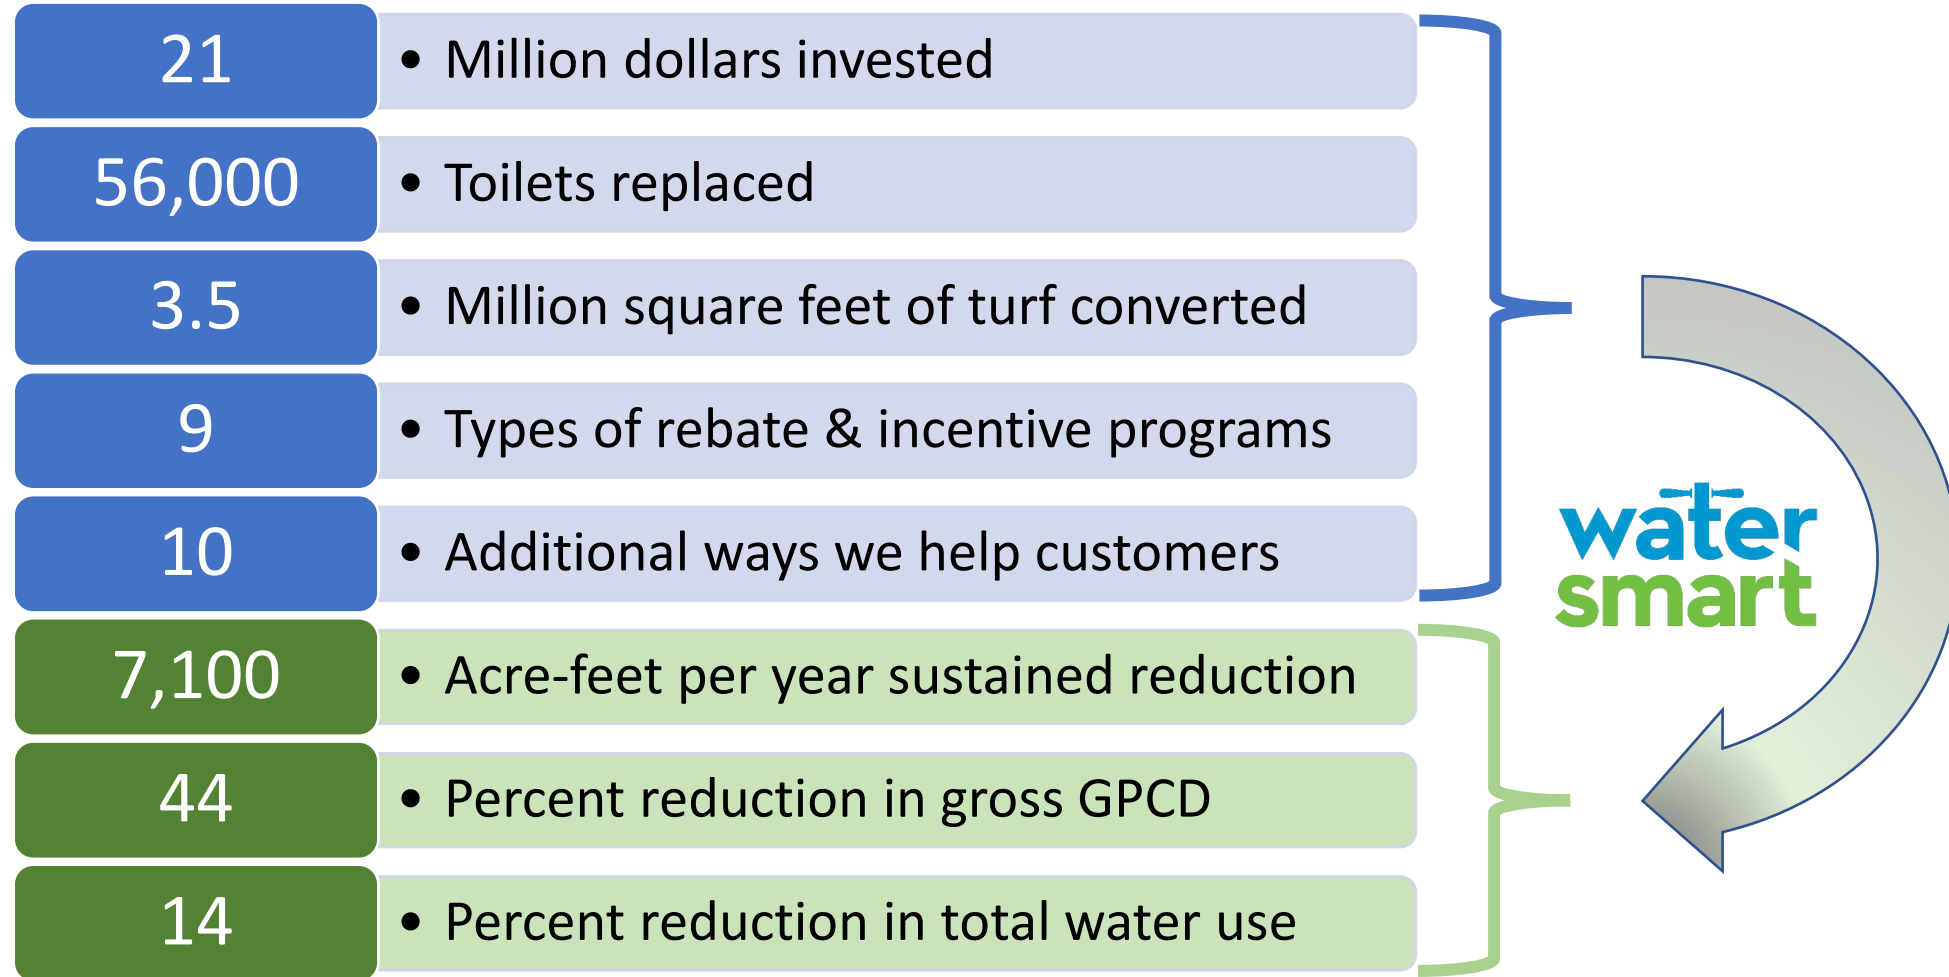 21
• Million dollars invested
56,000
• Toilets replaced
3.5
• Million square feet of turf converted
9
• Types of rebate & incentive programs
10
• Additional ways we help customers
7,100
• Acre-feet per year sustained reduction
44
• Percent reduction in gross GPCD
14
• Percent reduction in total water use
water
smart